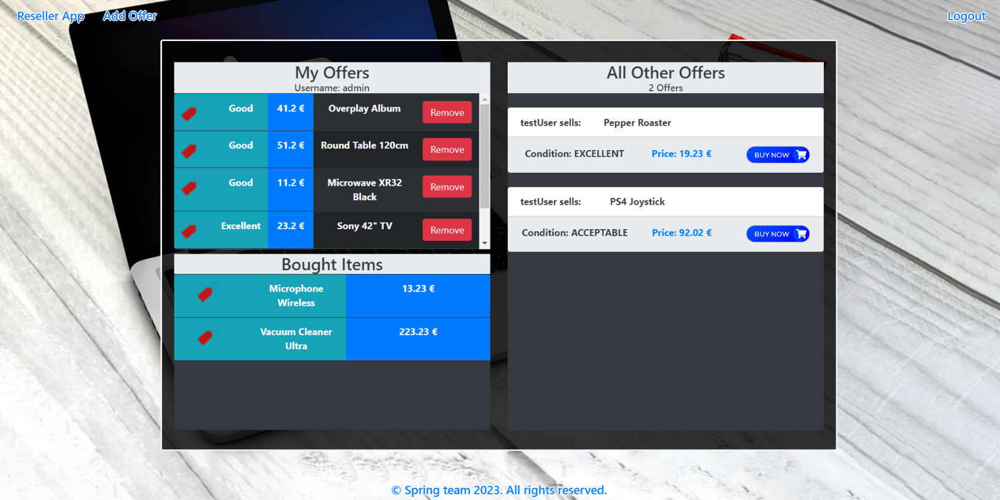 Reseller App Add Offer Logout
My Offers
Username: admin
Good 41.2 € Overplay Album Remove
Good 51.2 € Round Table 120cm Remove
Good 11.2 € Microwave XR32
Black Remove
Excellent 23.2 € Sony 42" TV Remove
Bought Items
Microphone
Wireless 13.23 €
Vacuum Cleaner
Ultra 223.23 €
All Other Offers
2 Offers
testUser sells: Pepper Roaster
Condition: EXCELLENT Price: 19.23 € BUY NOW
testUser sells: PS4 Joystick
Condition: ACCEPTABLE Price: 92.02 € BUY NOW
© Spring team 2023. All rights reserved.